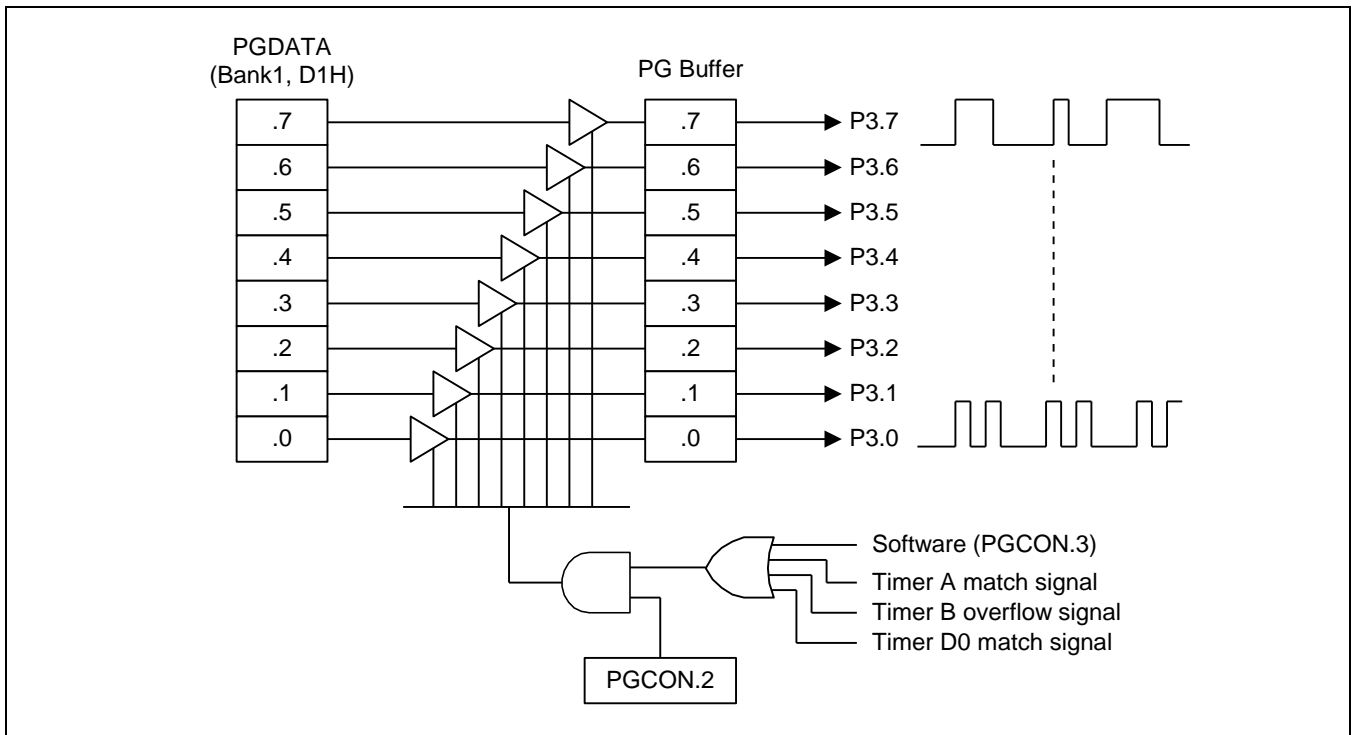 PGDATA
(Bank1, D1H)
PG Buffer
.7
.7
P3.7
.6
.6
P3.6
.5
.5
P3.5
.4
.4
P3.4
.3
.3
P3.3
.2
.2
P3.2
.1
.1
P3.1
.0
.0
P3.0
Software (PGCON.3)
Timer A match signal
Timer B overflow signal
Timer D0 match signal
PGCON.2